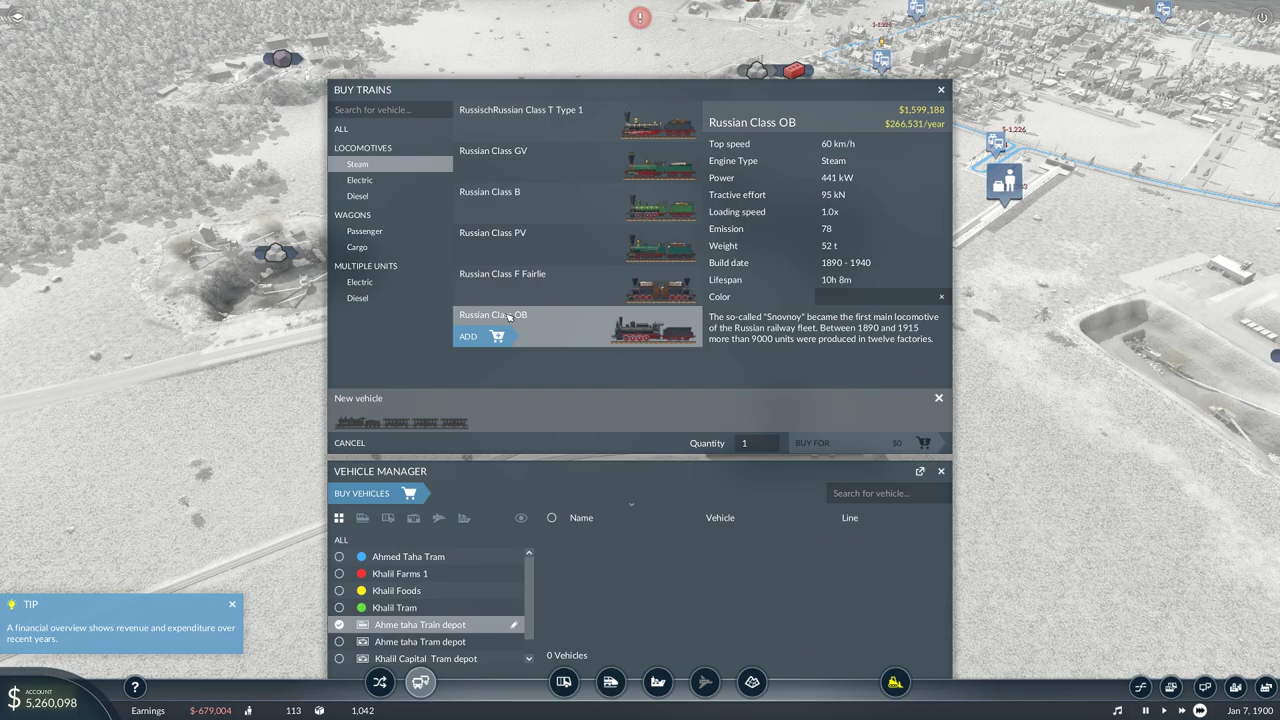 $-1,226
BUY TRAINS
Search for vehicle...
ALL
LOCOMOTIVES
Steam
Electric
Diesel
WAGONS
Passenger
Cargo
MULTIPLE UNITS
Electric
Diesel
RussischRussian Class T Type 1
Russian Class GV
Russian Class B
Russian Class PV
Russian Class F Fairlie
Russian Class OB
ADD
$1,599,188
Russian Class OB
$266,531/year
Top speed 60 km/h
Engine Type Steam
Power 441 kW
Tractive effort 95 kN
Loading speed 1.0x
Emission 78
Weight 52 t
Build date 1890 - 1940
Lifespan 10h 8m
Color
The so-called "Snovnoy" became the first main locomotive
of the Russian railway fleet. Between 1890 and 1915
more than 9000 units were produced in twelve factories.
$-1,226
New vehicle
CANCEL
Quantity 1
BUY FOR $0
VEHICLE MANAGER
BUY VEHICLES
Search for vehicle...
Name Vehicle Line
ALL
Ahmed Taha Tram
Khalil Farms 1
Khalil Foods
Khalil Tram
Ahme taha Train depot
Ahme taha Tram depot
Khalil Capital Tram depot
0 Vehicles
TIP
A financial overview shows revenue and expenditure over
recent years.
$ ACCOUNT
5,260,098
?
Earnings $-679,004 113 1,042
Jan 7, 1900